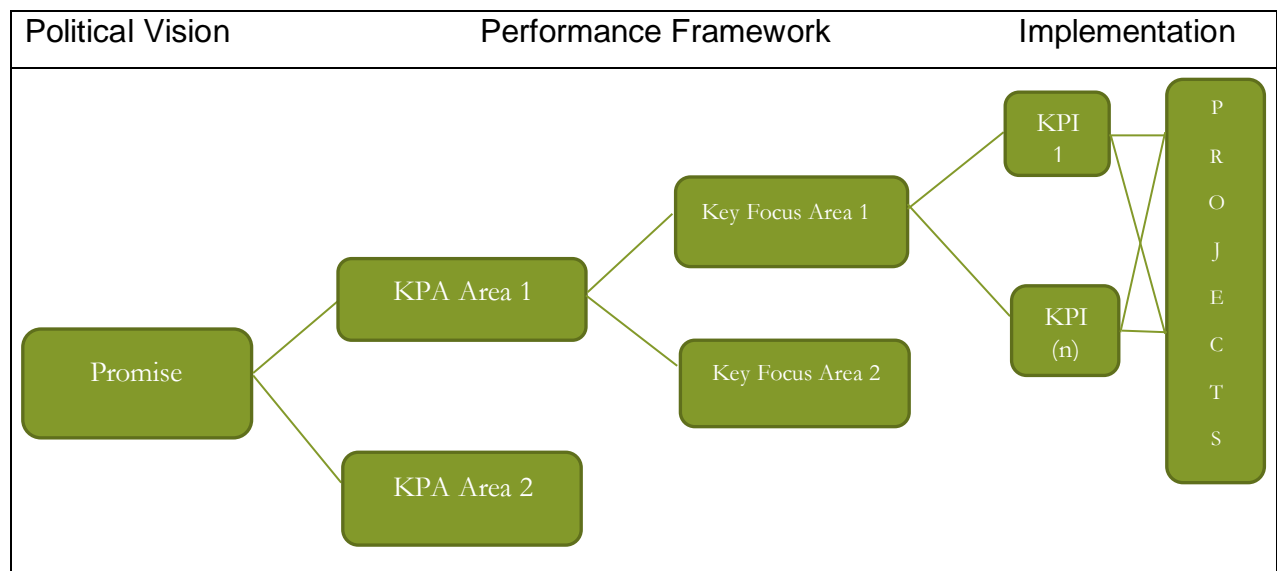 Political Vision
Performance Framework
Implementation
Promise
KPA Area 1
KPA Area 2
Key Focus Area 1
Key Focus Area 2
KPI
1
KPI
(n)
P
R
O
J
E
C
T
S